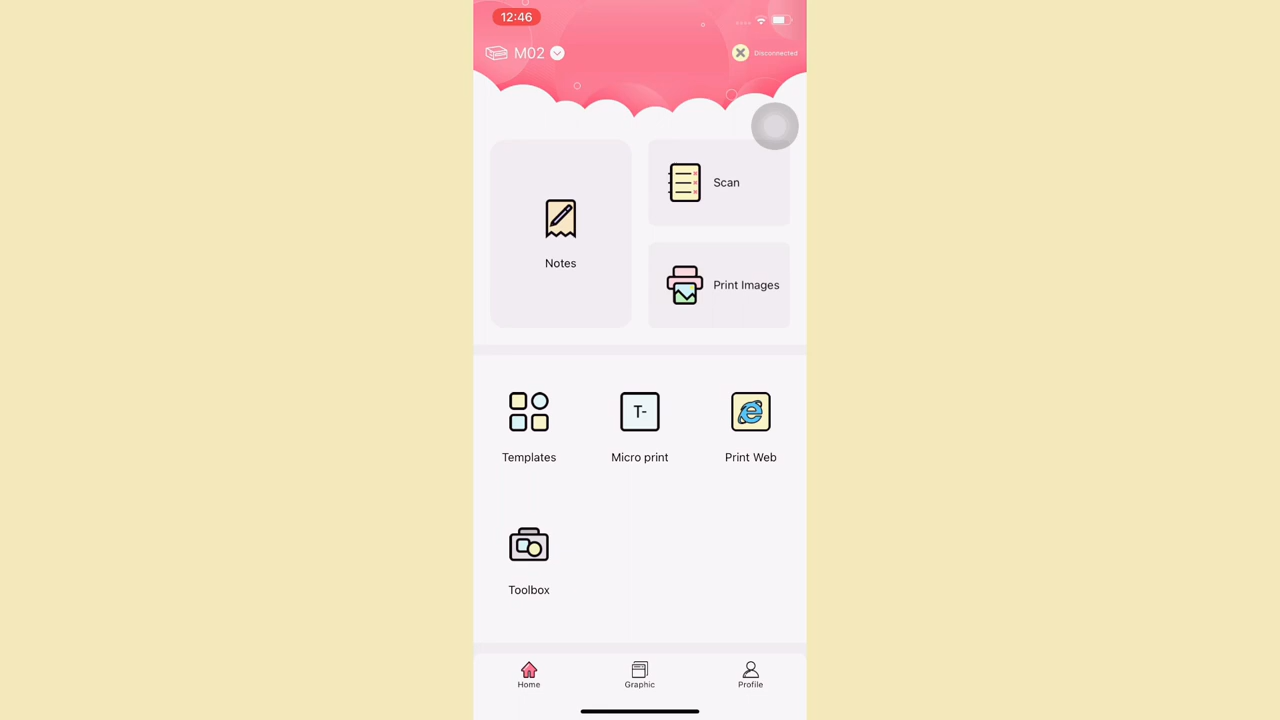 12:46
M02
Disconnected
Notes
Scan
Print Images
T-
Templates
Micro print
Print Web
Toolbox
Home
Graphic
Profile